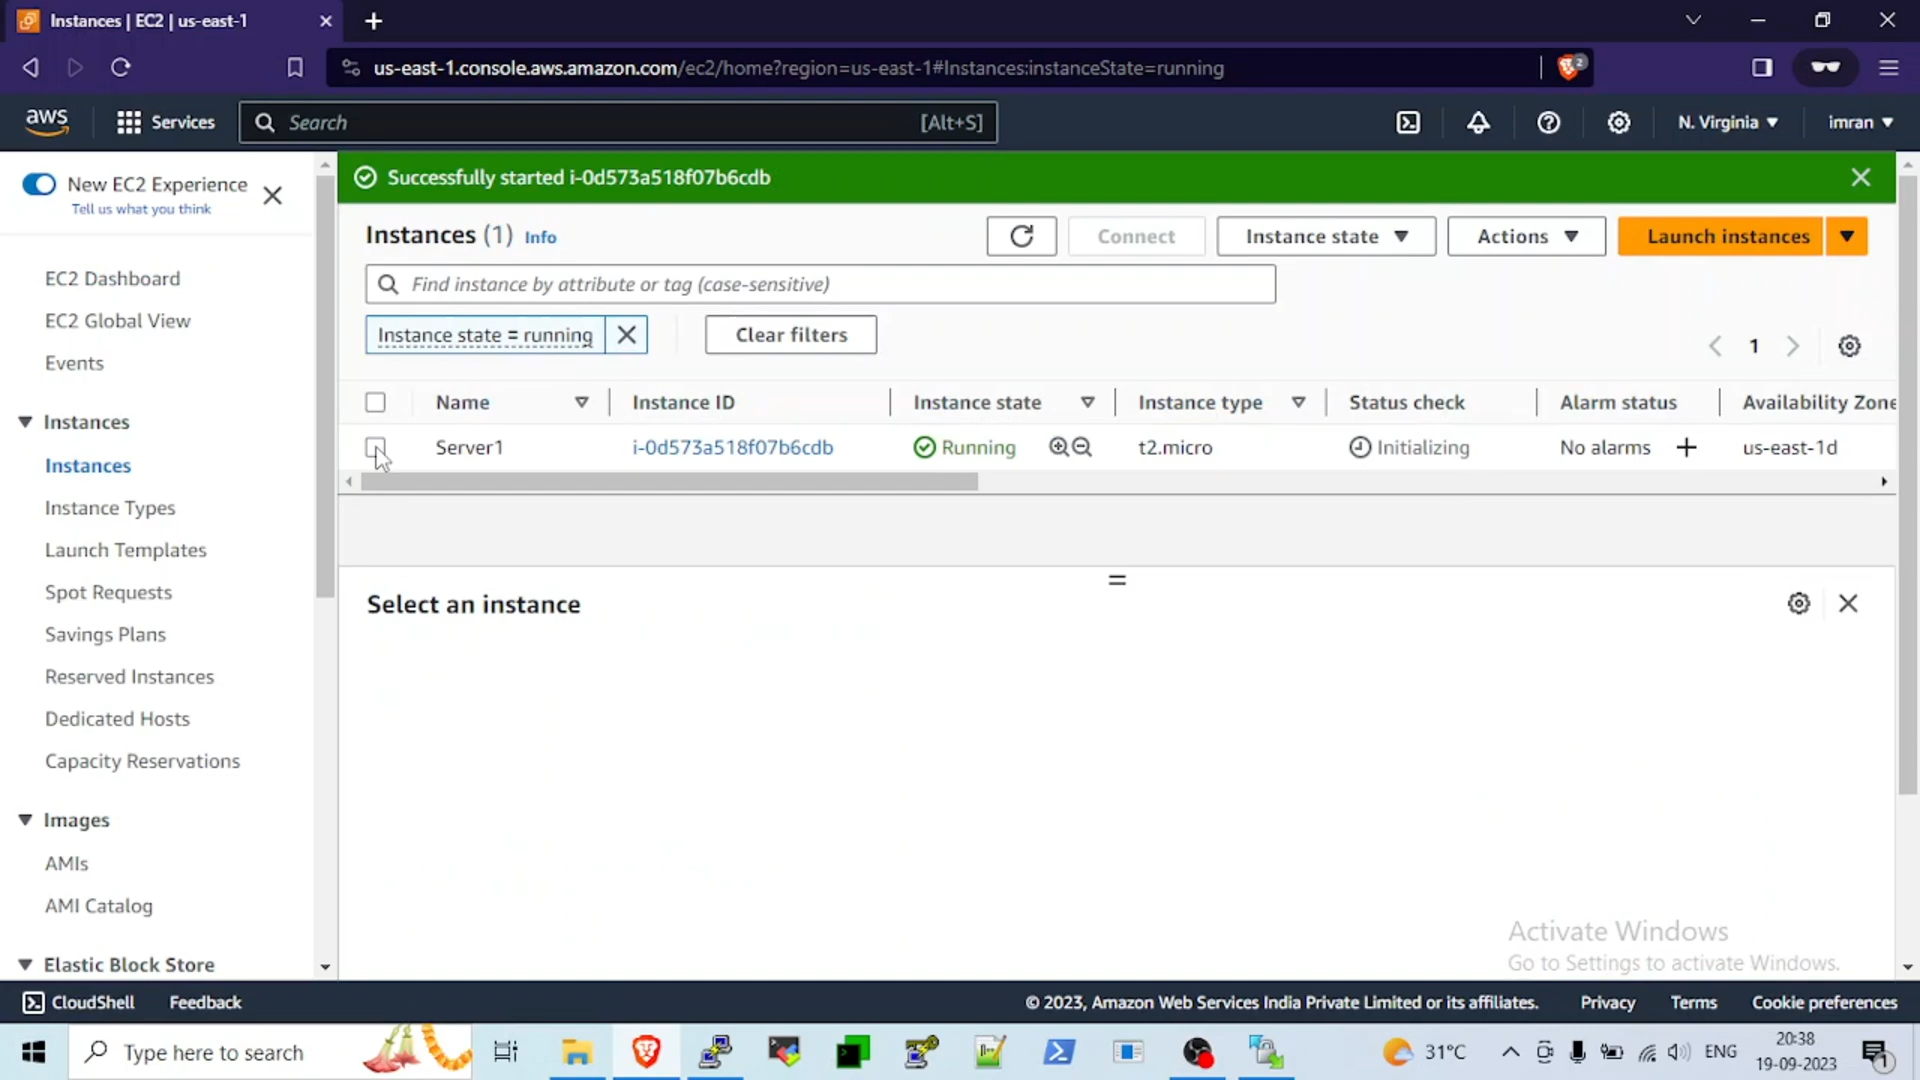 Instances | EC2 | us-east-1
us-east-1.console.aws.amazon.com/ec2/home?region=us-east-1#Instances:instanceState=running
2
aws
Services
Search
[Alt+S]
N. Virginia
imran
New EC2 Experience
Tell us what you think
EC2 Dashboard
EC2 Global View
Events
Instances
Instances
Instance Types
Launch Templates
Spot Requests
Savings Plans
Reserved Instances
Dedicated Hosts
Capacity Reservations
Images
AMIs
AMI Catalog
Elastic Block Store
Successfully started i-0d573a518f07b6cdb
Instances (1) Info
Connect
Instance state
Actions
Launch instances
Find instance by attribute or tag (case-sensitive)
Instance state = running
Clear filters
1
Name Instance ID Instance state Instance type Status check Alarm status Availability Zone
Server1 i-0d573a518f07b6cdb Running t2.micro Initializing No alarms us-east-1d
Select an instance
Activate Windows
Go to Settings to activate Windows.
CloudShell Feedback © 2023, Amazon Web Services India Private Limited or its affiliates. Privacy Terms Cookie preferences
Type here to search
31°C
ENG
20:38
19-09-2023
1